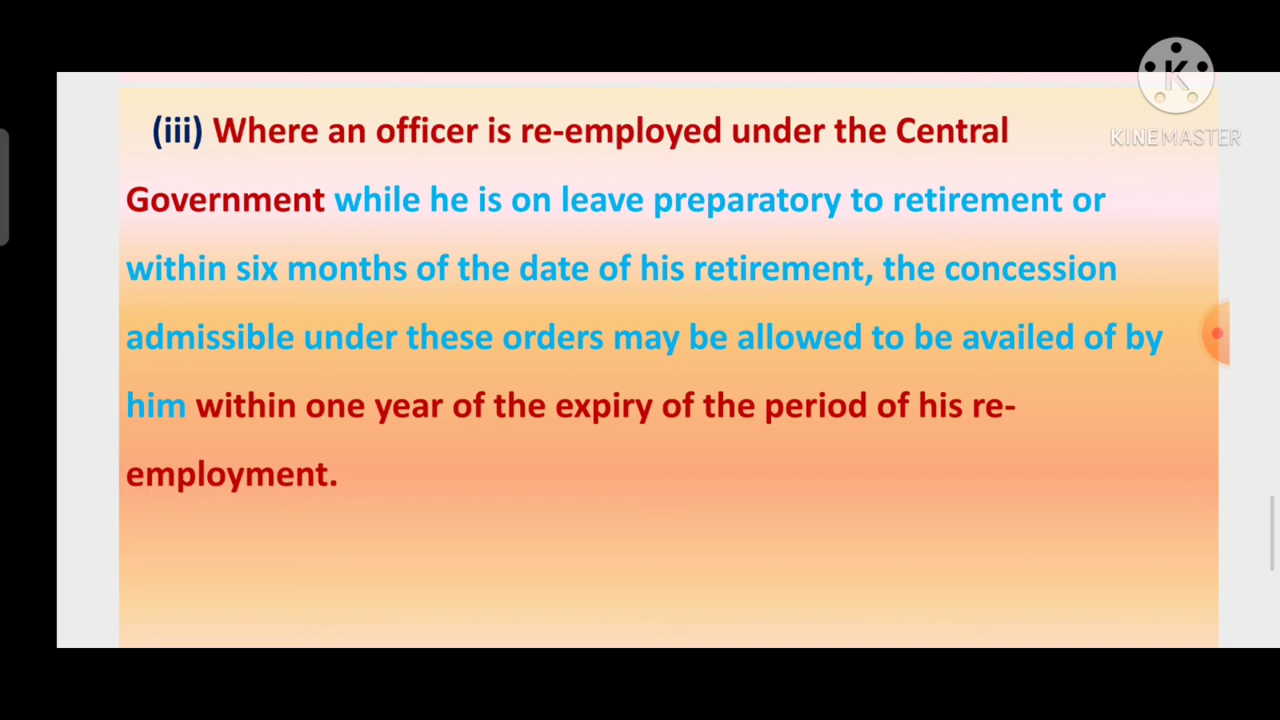 K
KINEMASTER
(iii) Where an officer is re-employed under the Central
Government while he is on leave preparatory to retirement or
within six months of the date of his retirement, the concession
admissible under these orders may be allowed to be availed of by
him within one year of the expiry of the period of his re-
employment.